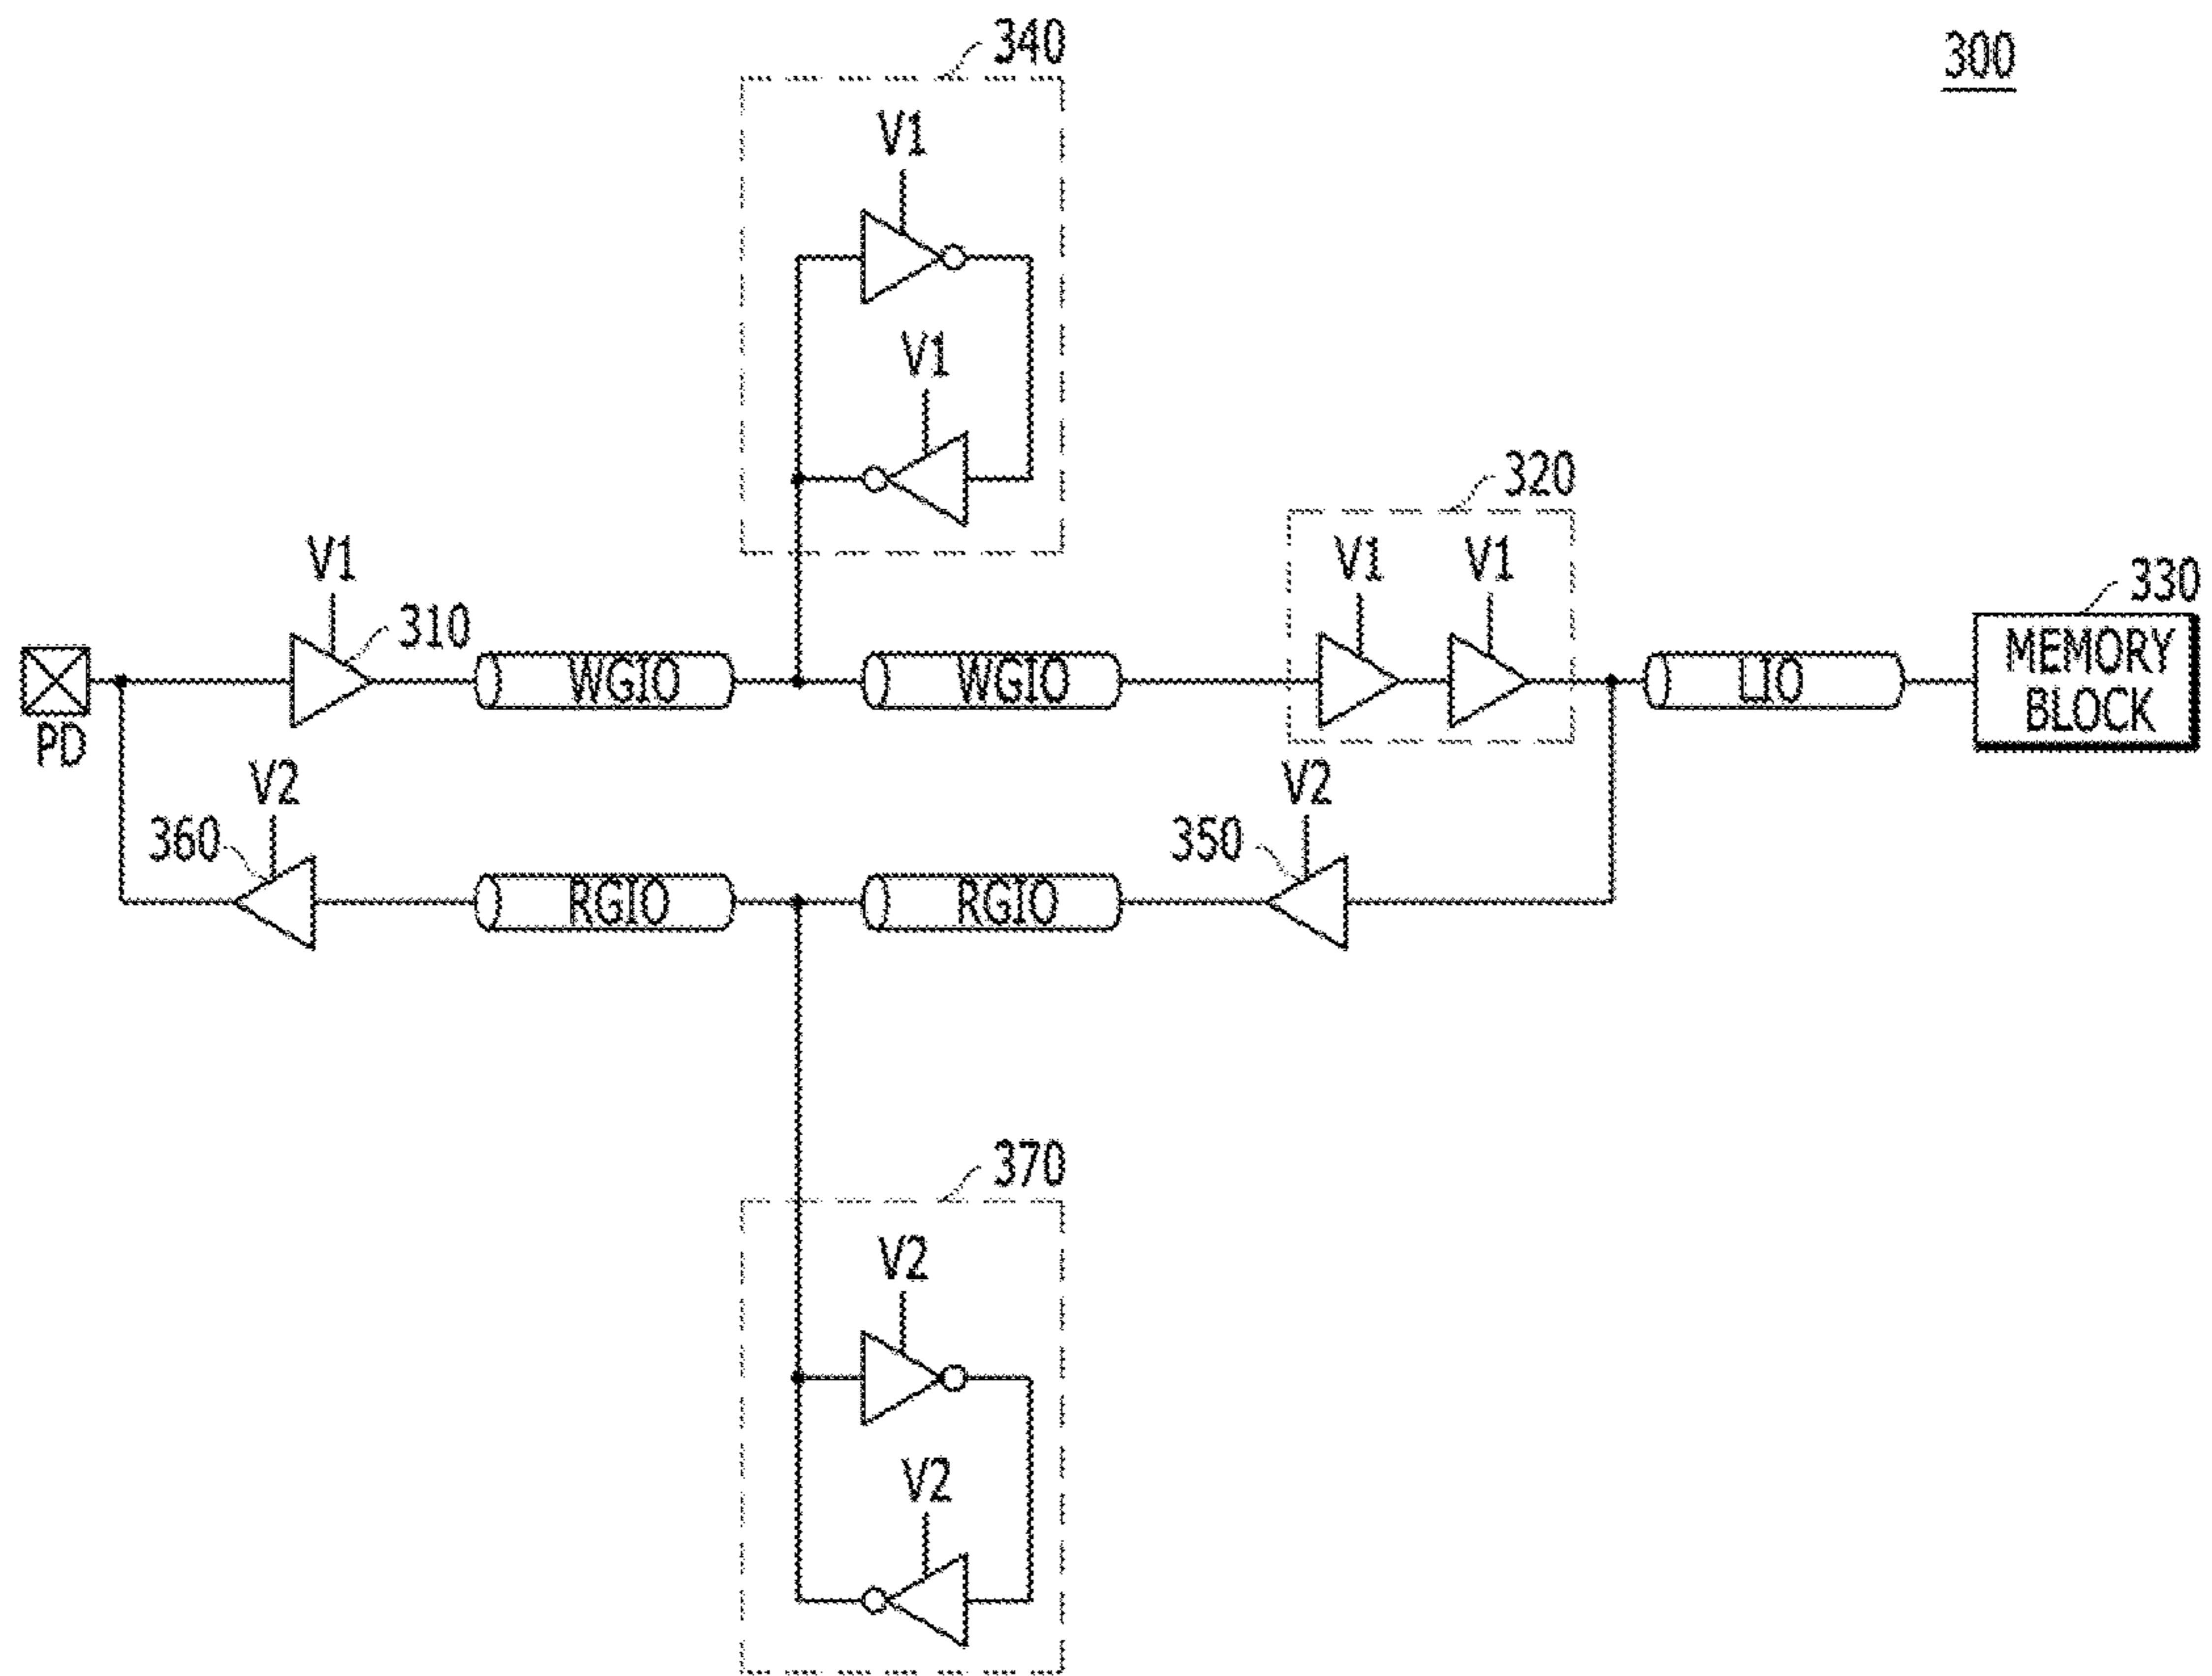 340
300
V1
V1
320
V1
V1
V1
330
310
MEMORY
BLOCK
WGIO
WGIO
LIO
PD
V2
V2
360
350
RGIO
RGIO
370
V2
V2